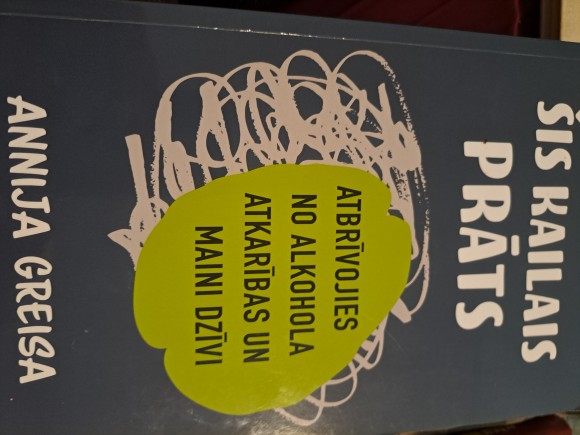 ŠIS KAILAIS
PRĀTS
ATBRĪVOJIES
NO ALKOHOLA
ATKARĪBAS UN
MAINI DZĪVI
ANNIJA GREISA